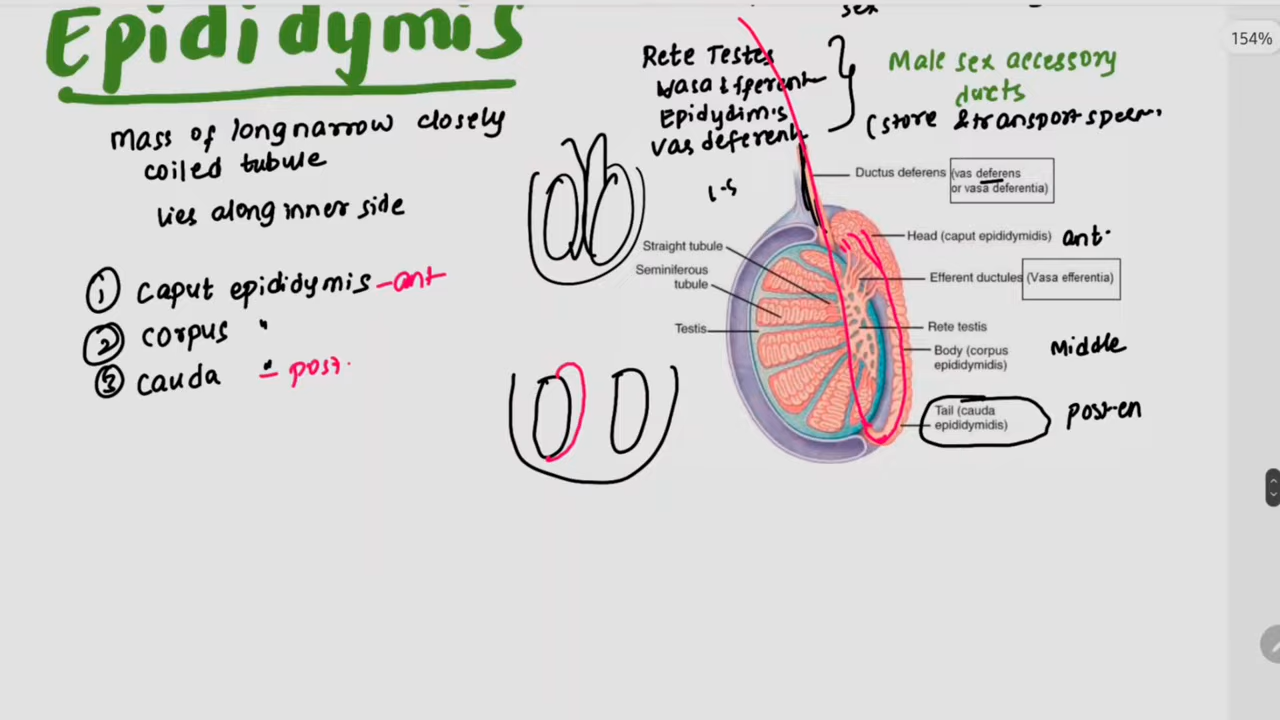 Epididymis
Mass of long narrow closely
coiled tubule
lies along inner side
① Caput epididymis - ant
② Corpus "
③ Cauda " - post.
sex
Rete Testes
Vasa Efferent
Epidydimis
Vas deferent
Male sex accessory
ducts
(store & transport sperm.
L.S
Ductus deferens (vas deferens
or vasa deferentia)
Head (caput epididymidis) ant.
Straight tubule
Seminiferous
tubule
Testis
Efferent ductules (Vasa efferentia)
Rete testis
Body (corpus
epididymidis)
Middle
Tail (cauda
epididymidis)
post-en
154%